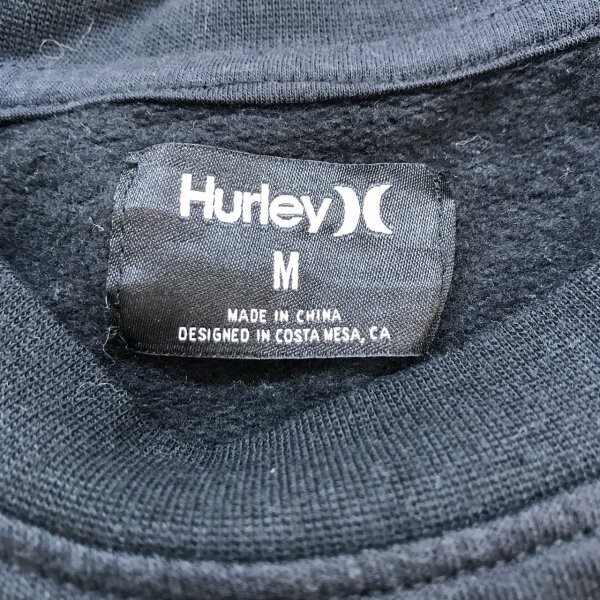 Hurley
M
MADE IN CHINA
DESIGNED IN COSTA MESA, CA